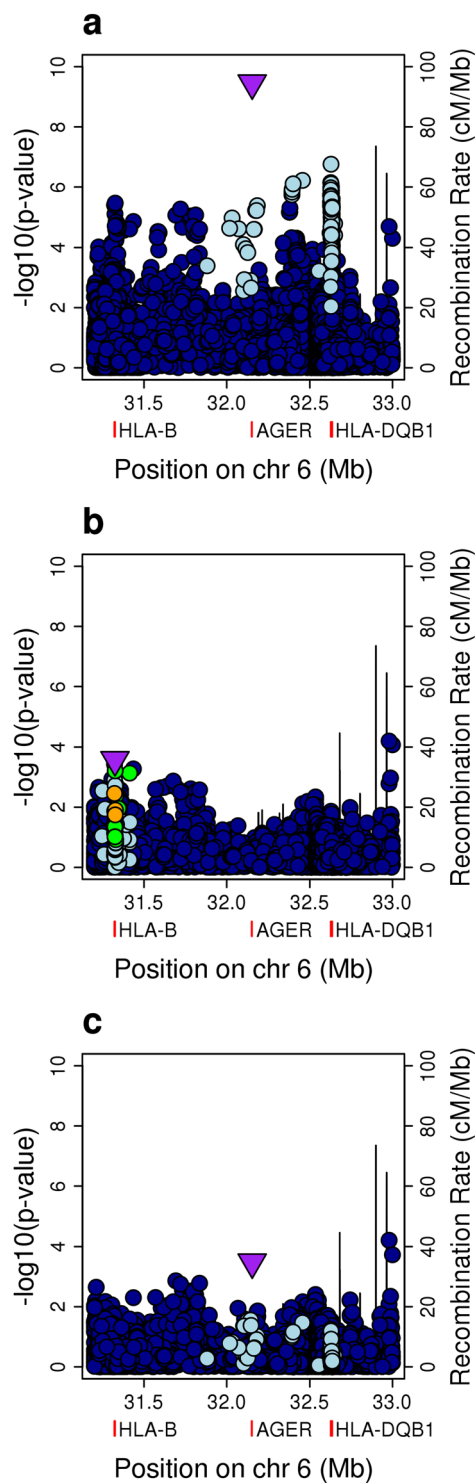 a
10
8
6
4
2
0
-log10(p-value)
100
80
60
40
20
0
Recombination Rate (cM/Mb)
31.5 32.0 32.5 33.0
HLA-B AGER HLA-DQB1
Position on chr 6 (Mb)
b
10
8
6
4
2
0
-log10(p-value)
100
80
60
40
20
0
Recombination Rate (cM/Mb)
31.5 32.0 32.5 33.0
HLA-B AGER HLA-DQB1
Position on chr 6 (Mb)
c
10
8
6
4
2
0
-log10(p-value)
100
80
60
40
20
0
Recombination Rate (cM/Mb)
31.5 32.0 32.5 33.0
HLA-B AGER HLA-DQB1
Position on chr 6 (Mb)